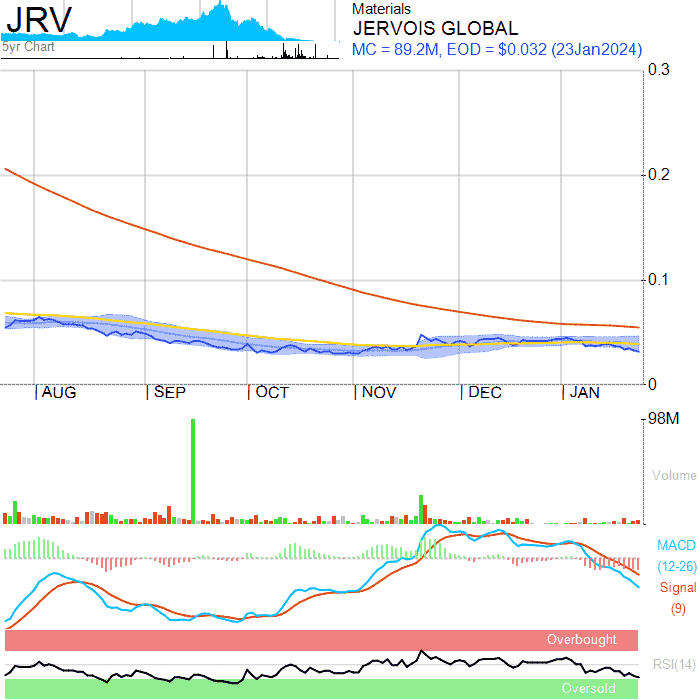 JRV
5yr Chart
Materials
JERVOIS GLOBAL
MC = 89.2M, EOD = $0.032 (23Jan2024)
0.3
0.2
0.1
0
AUG
SEP
OCT
NOV
DEC
JAN
98M
Volume
MACD
(12-26)
Signal
(9)
Overbought
RSI(14)
Oversold